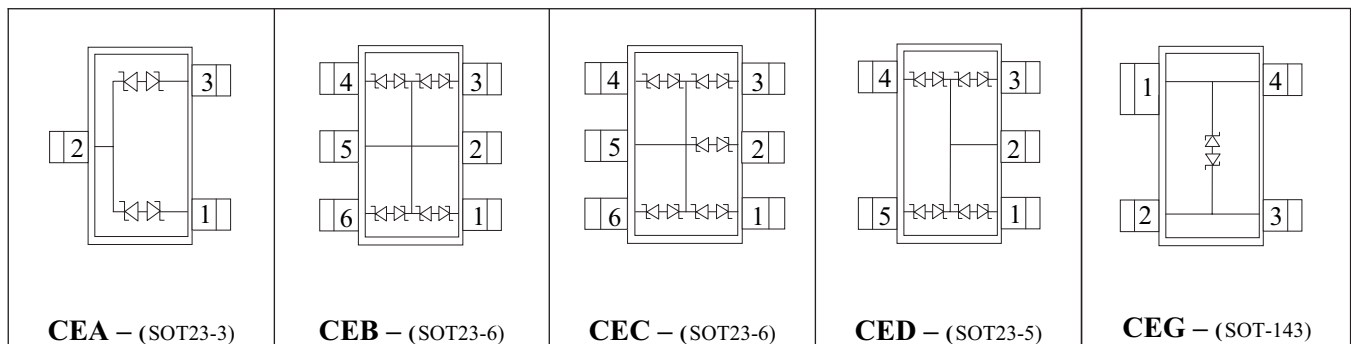 3
2
1
CEA – (SOT23-3)
4 3
5 2
6 1
CEB – (SOT23-6)
4 3
5 2
6 1
CEC – (SOT23-6)
4 3
2
5 1
CED – (SOT23-5)
1 4
2 3
CEG – (SOT-143)